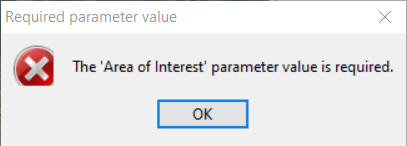 Required parameter value
The 'Area of Interest' parameter value is required.
OK